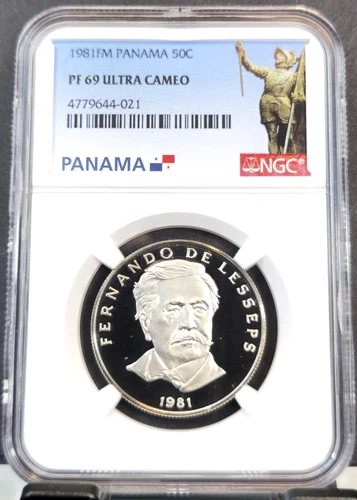 1981FM PANAMA 50C
PF 69 ULTRA CAMEO
4779644-021
PANAMA
NGC®
FERNANDO DE LESSEPS
1981